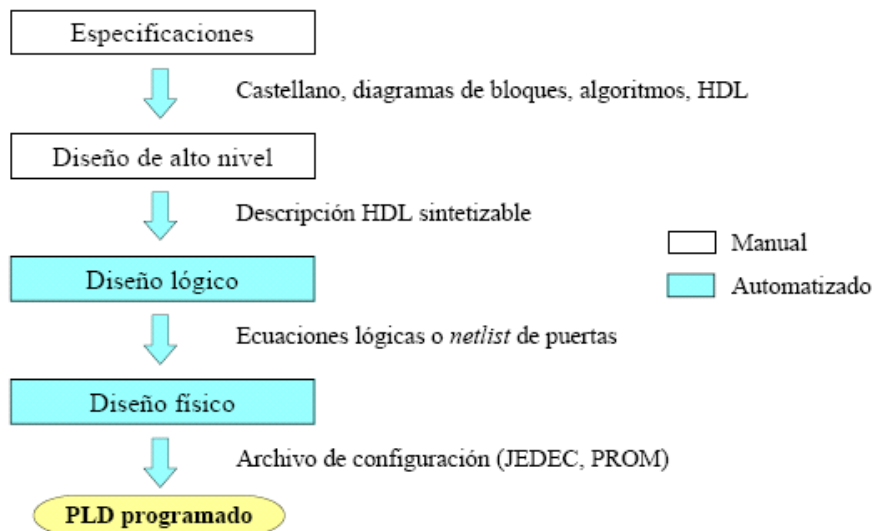 Especificaciones
Castellano, diagramas de bloques, algoritmos, HDL
Diseño de alto nivel
Descripción HDL sintetizable
Manual
Diseño lógico
Automatizado
Ecuaciones lógicas o netlist de puertas
Diseño físico
Archivo de configuración (JEDEC, PROM)
PLD programado